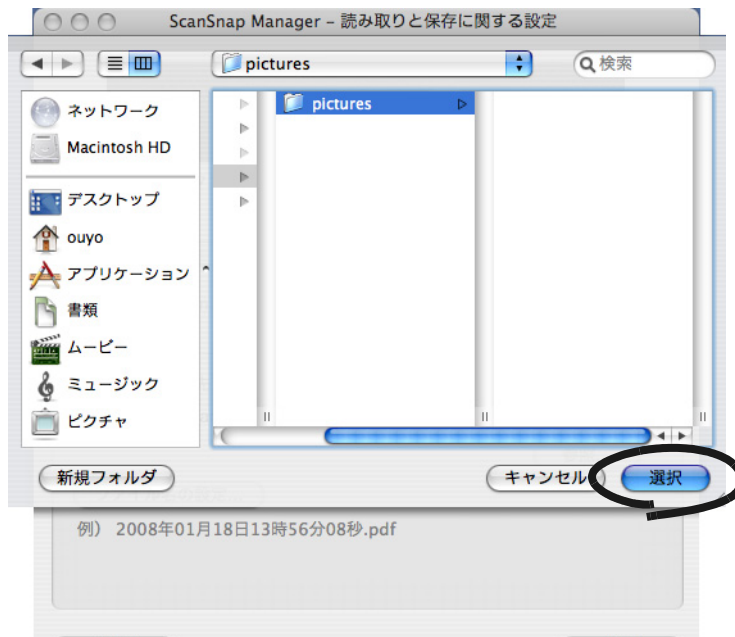 ScanSnap Manager – 読み取りと保存に関する設定
pictures
検索
ネットワーク
Macintosh HD
デスクトップ
ouyo
アプリケーション
書類
ムービー
ミュージック
ピクチャ
pictures
新規フォルダ
キャンセル
選択
例） 2008年01月18日13時56分08秒.pdf